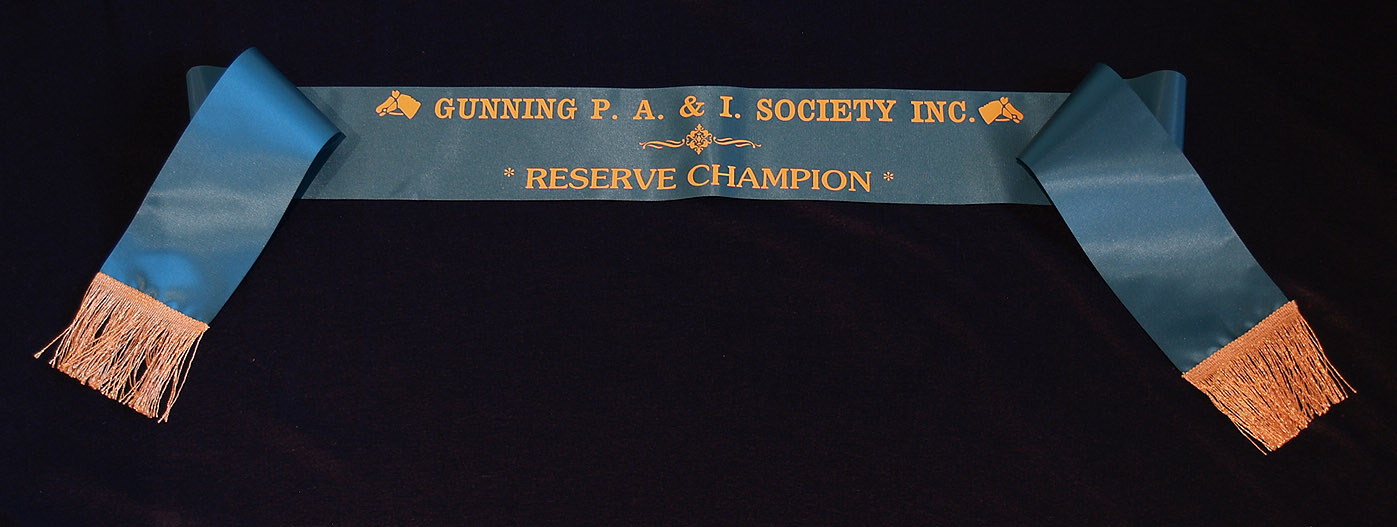 GUNNING P. A. & I. SOCIETY INC.
* RESERVE CHAMPION *